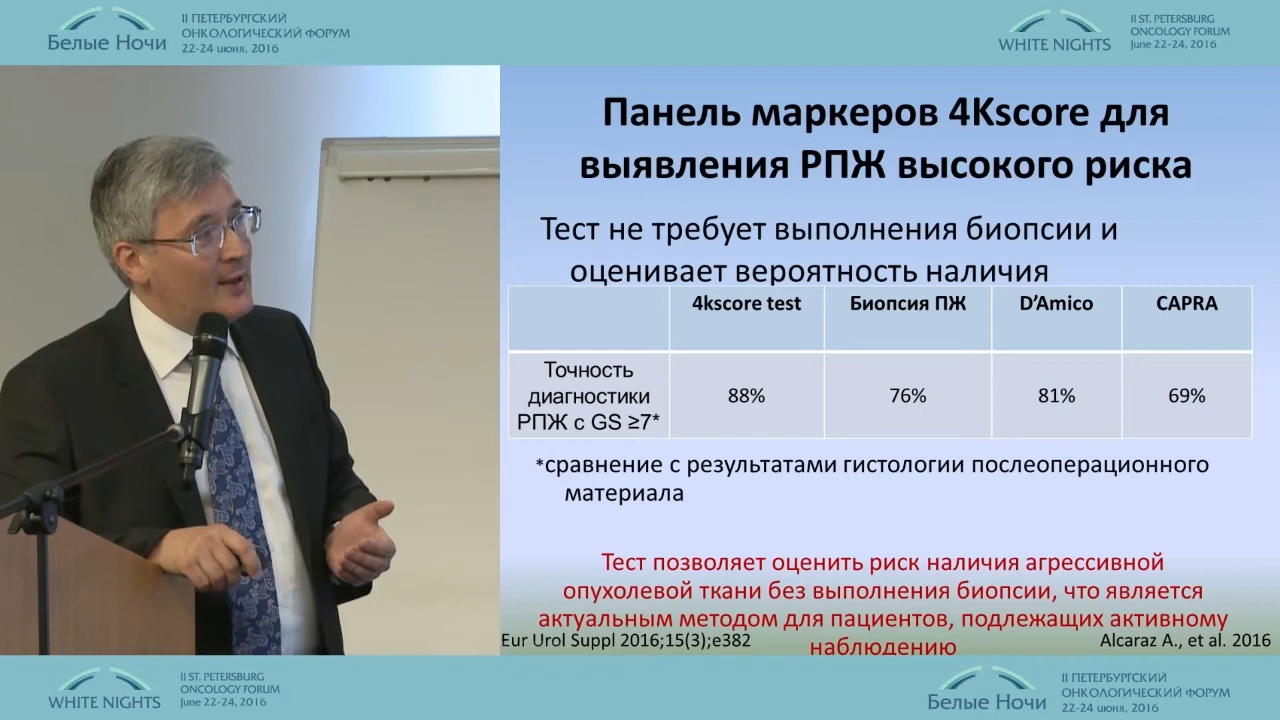 Белые Ночи
II ПЕТЕРБУРГСКИЙ
ОНКОЛОГИЧЕСКИЙ ФОРУМ
22-24 июня, 2016
WHITE NIGHTS
II ST. PETERSBURG
ONCOLOGY FORUM
June 22-24, 2016
Панель маркеров 4Kscore для
выявления РПЖ высокого риска
Тест не требует выполнения биопсии и
оценивает вероятность наличия
4kscore test Биопсия ПЖ D’Amico CAPRA
Точность
диагностики
РПЖ с GS ≥7* 88% 76% 81% 69%
*сравнение с результатами гистологии послеоперационного
материала
Тест позволяет оценить риск наличия агрессивной
опухолевой ткани без выполнения биопсии, что является
актуальным методом для пациентов, подлежащих активному
наблюдению
Eur Urol Suppl 2016;15(3);e382
Alcaraz A., et al. 2016
WHITE NIGHTS
II ST. PETERSBURG
ONCOLOGY FORUM
June 22-24, 2016
Белые Ночи
II ПЕТЕРБУРГСКИЙ
ОНКОЛОГИЧЕСКИЙ ФОРУМ
22-24 июня, 2016